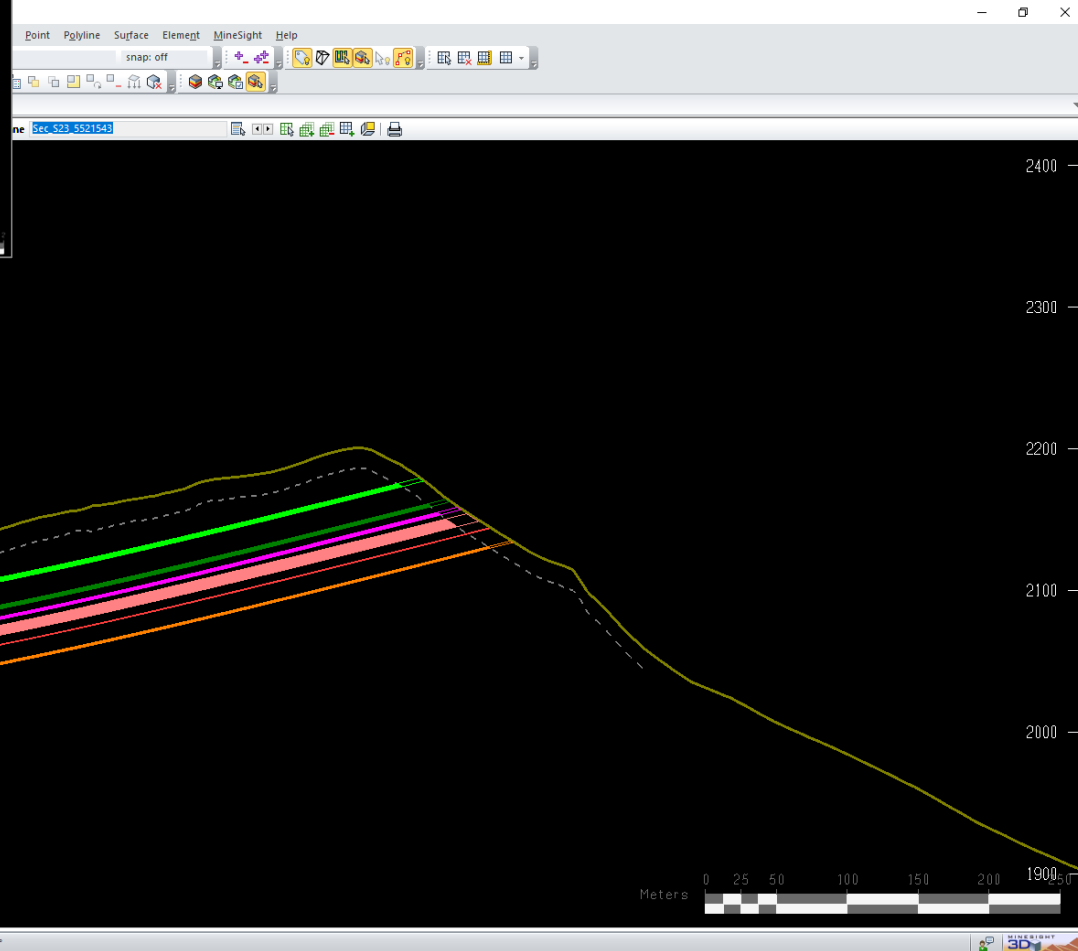 Point Polyline Surface Element MineSight Help
snap: off
ne Sec_S23_5521543
2400
2300
2200
2100
2000
1900
Meters 0 25 50 100 150 200 250
MINESIGHT
3D